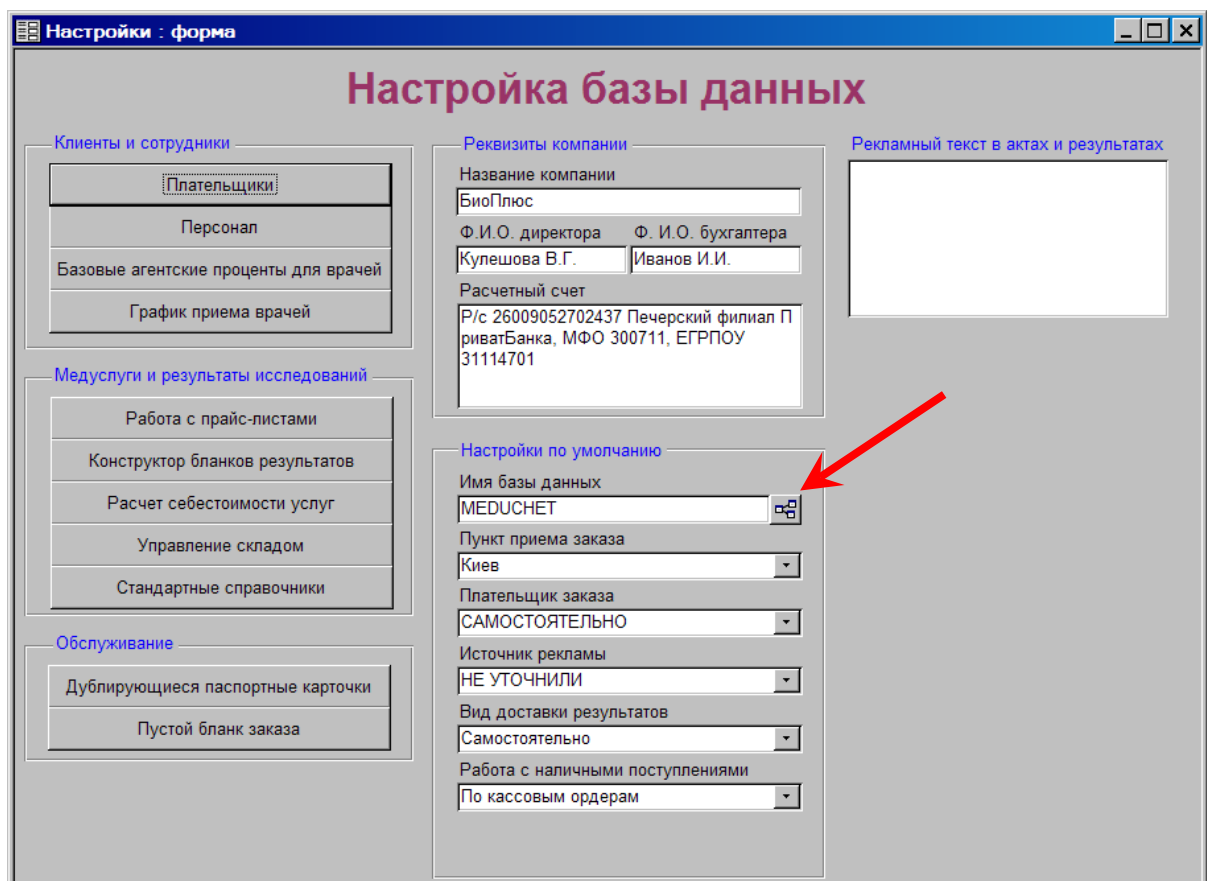 Настройки : форма
Настройка базы данных
Клиенты и сотрудники
Плательщики
Персонал
Базовые агентские проценты для врачей
График приема врачей
Медуслуги и результаты исследований
Работа с прайс-листами
Конструктор бланков результатов
Расчет себестоимости услуг
Управление складом
Стандартные справочники
Обслуживание
Дублирующиеся паспортные карточки
Пустой бланк заказа
Реквизиты компании
Название компании
БиоПлюс
Ф.И.О. директора Ф. И.О. бухгалтера
Кулешова В.Г. Иванов И.И.
Расчетный счет
Р/с 26009052702437 Печерский филиал П
риватБанка, МФО 300711, ЕГРПОУ
31114701
Настройки по умолчанию
Имя базы данных
MEDUCHET
Пункт приема заказа
Киев
Плательщик заказа
САМОСТОЯТЕЛЬНО
Источник рекламы
НЕ УТОЧНИЛИ
Вид доставки результатов
Самостоятельно
Работа с наличными поступлениями
По кассовым ордерам
Рекламный текст в актах и результатах